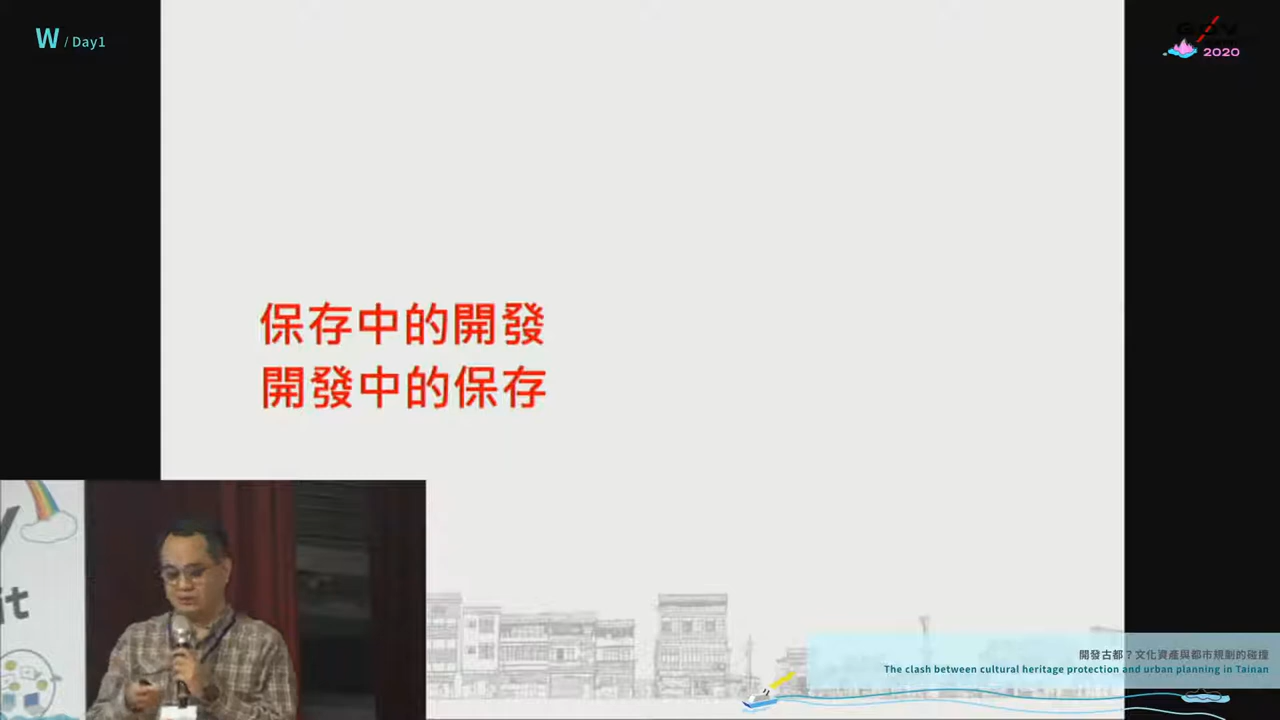 W / Day1
2020
保存中的開發
開發中的保存
開發古都？文化資產與都市規劃的碰撞
The clash between cultural heritage protection and urban planning in Tainan